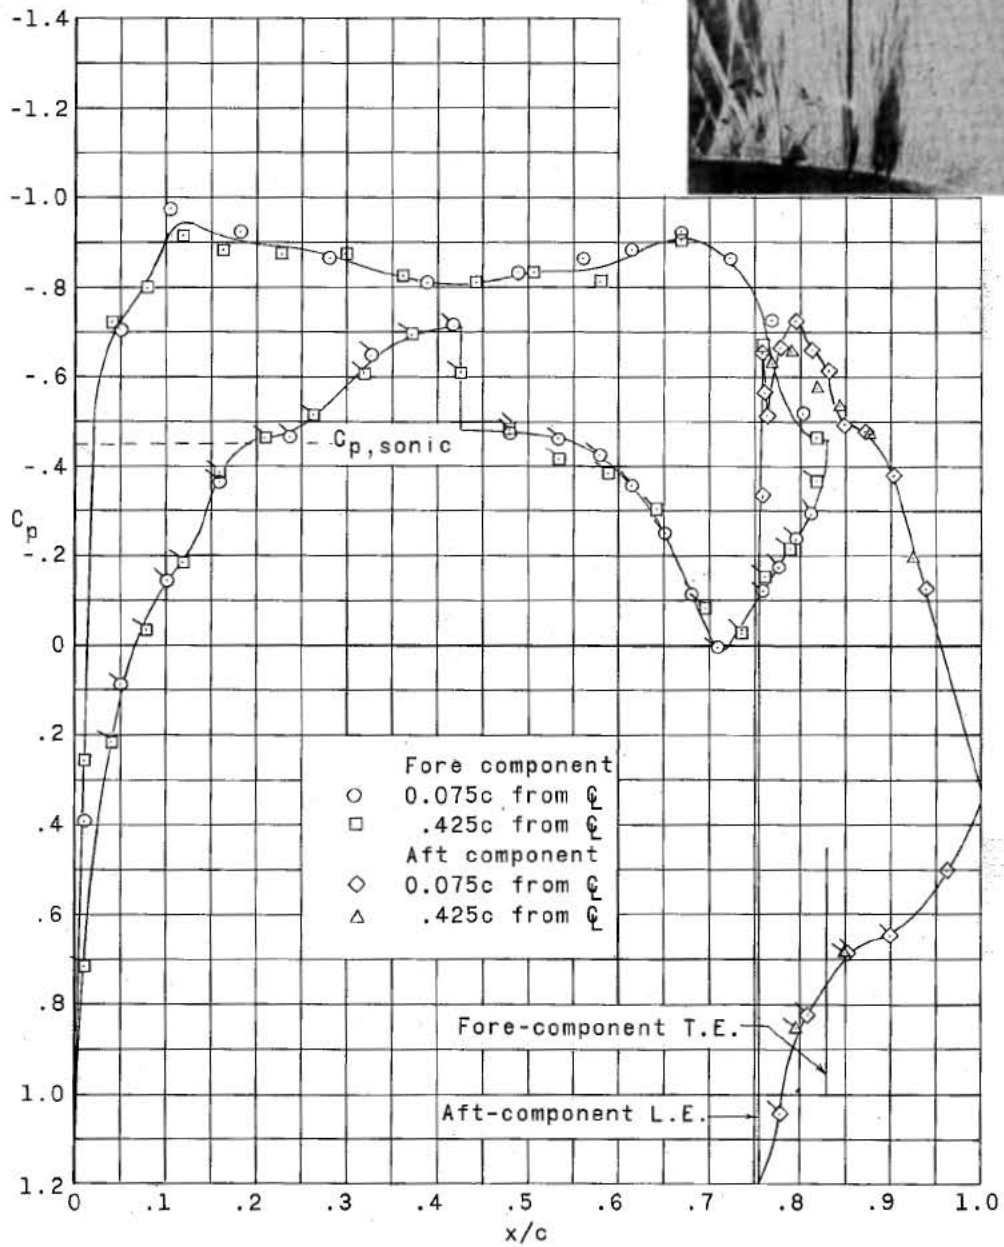 -1.4
-1.2
-1.0
-.8
-.6
C_p,sonic
-.4
C_p
-.2
0
.2
Fore component
○ 0.075c from ℄
□ .425c from ℄
.4
Aft component
◇ 0.075c from ℄
△ .425c from ℄
.6
.8
Fore-component T.E.
1.0
Aft-component L.E.
1.2
0 .1 .2 .3 .4 .5 .6 .7 .8 .9 1.0
x/c